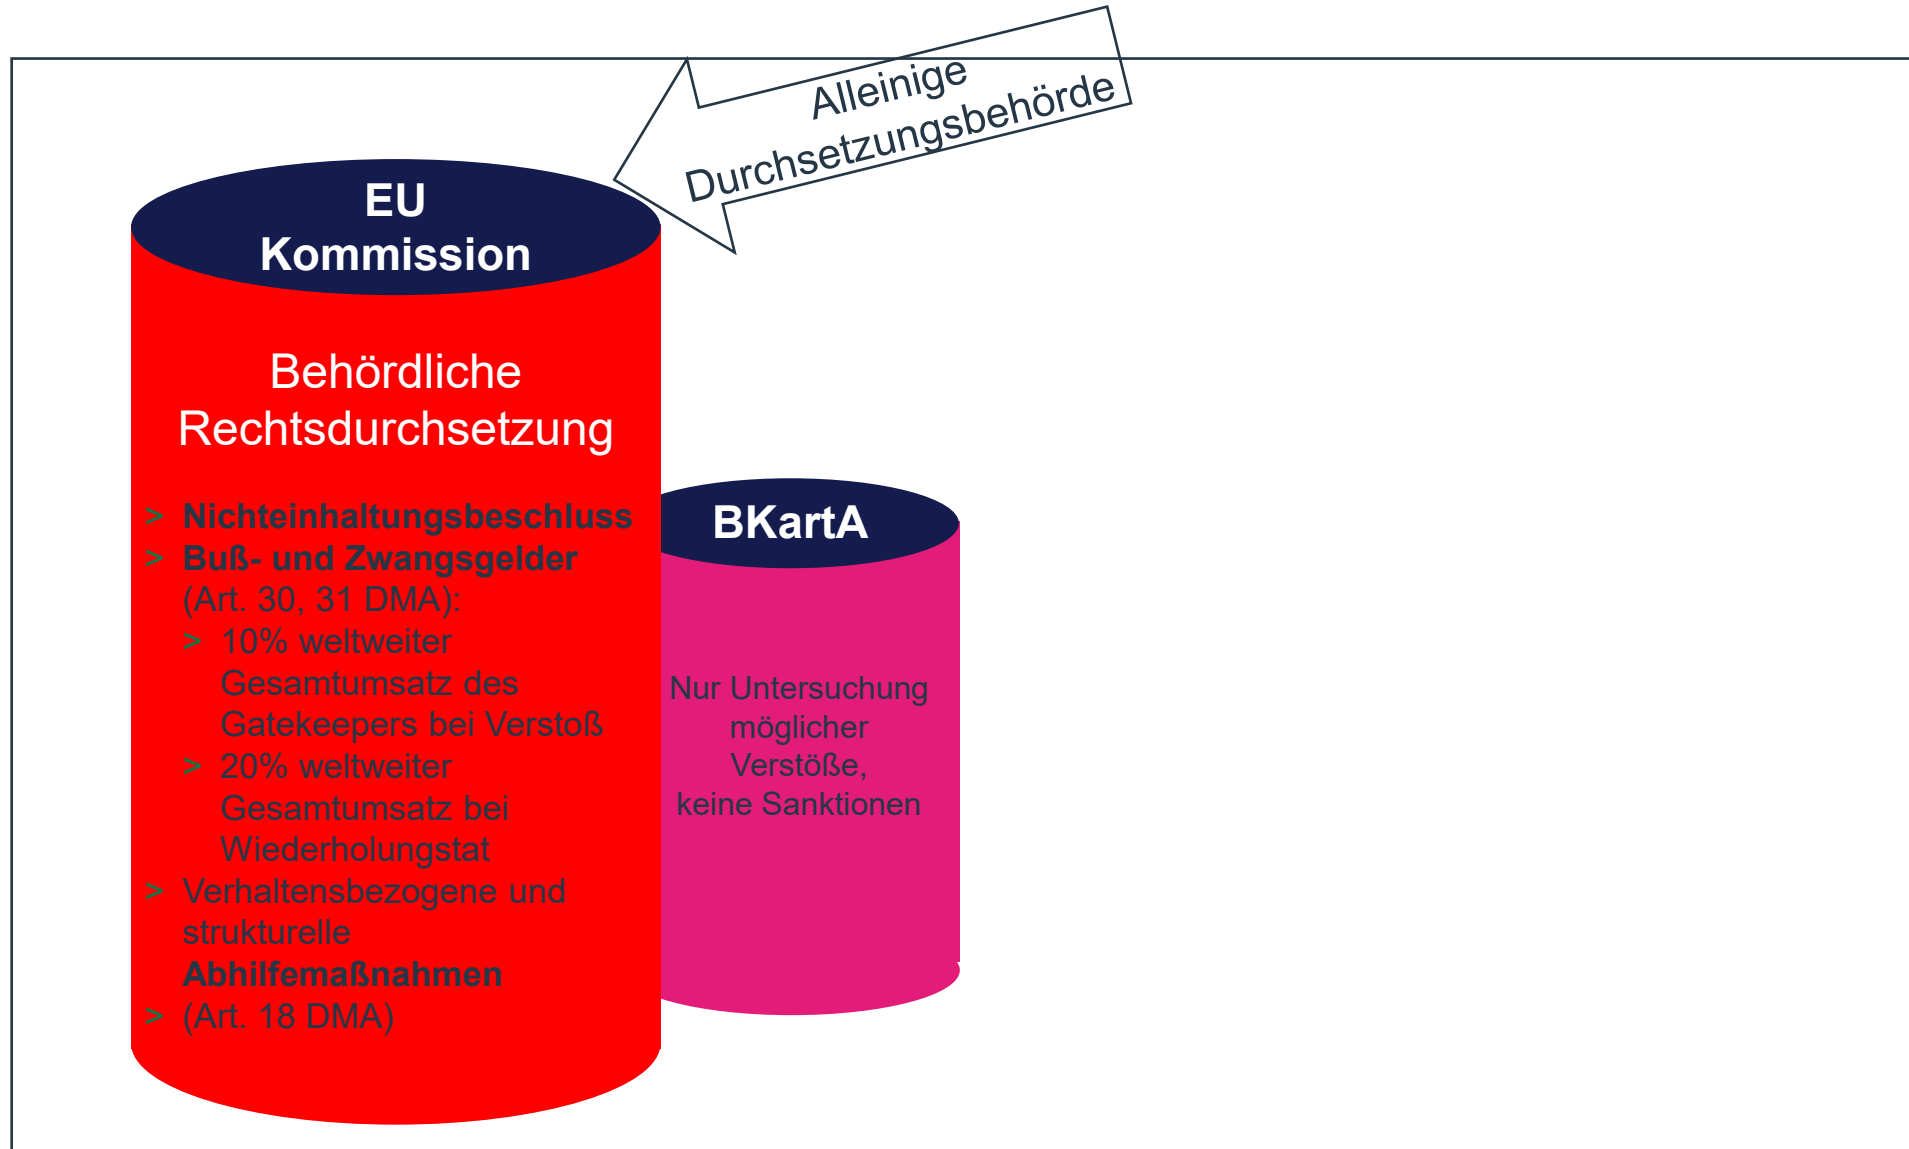 Alleinige
Durchsetzungsbehörde
EU
Kommission
Behördliche
Rechtsdurchsetzung
> Nichteinhaltungsbeschluss
> Buß- und Zwangsgelder
(Art. 30, 31 DMA):
> 10% weltweiter
Gesamtumsatz des
Gatekeepers bei Verstoß
> 20% weltweiter
Gesamtumsatz bei
Wiederholungstat
> Verhaltensbezogene und
strukturelle
Abhilfemaßnahmen
> (Art. 18 DMA)
BKartA
Nur Untersuchung
möglicher
Verstöße,
keine Sanktionen